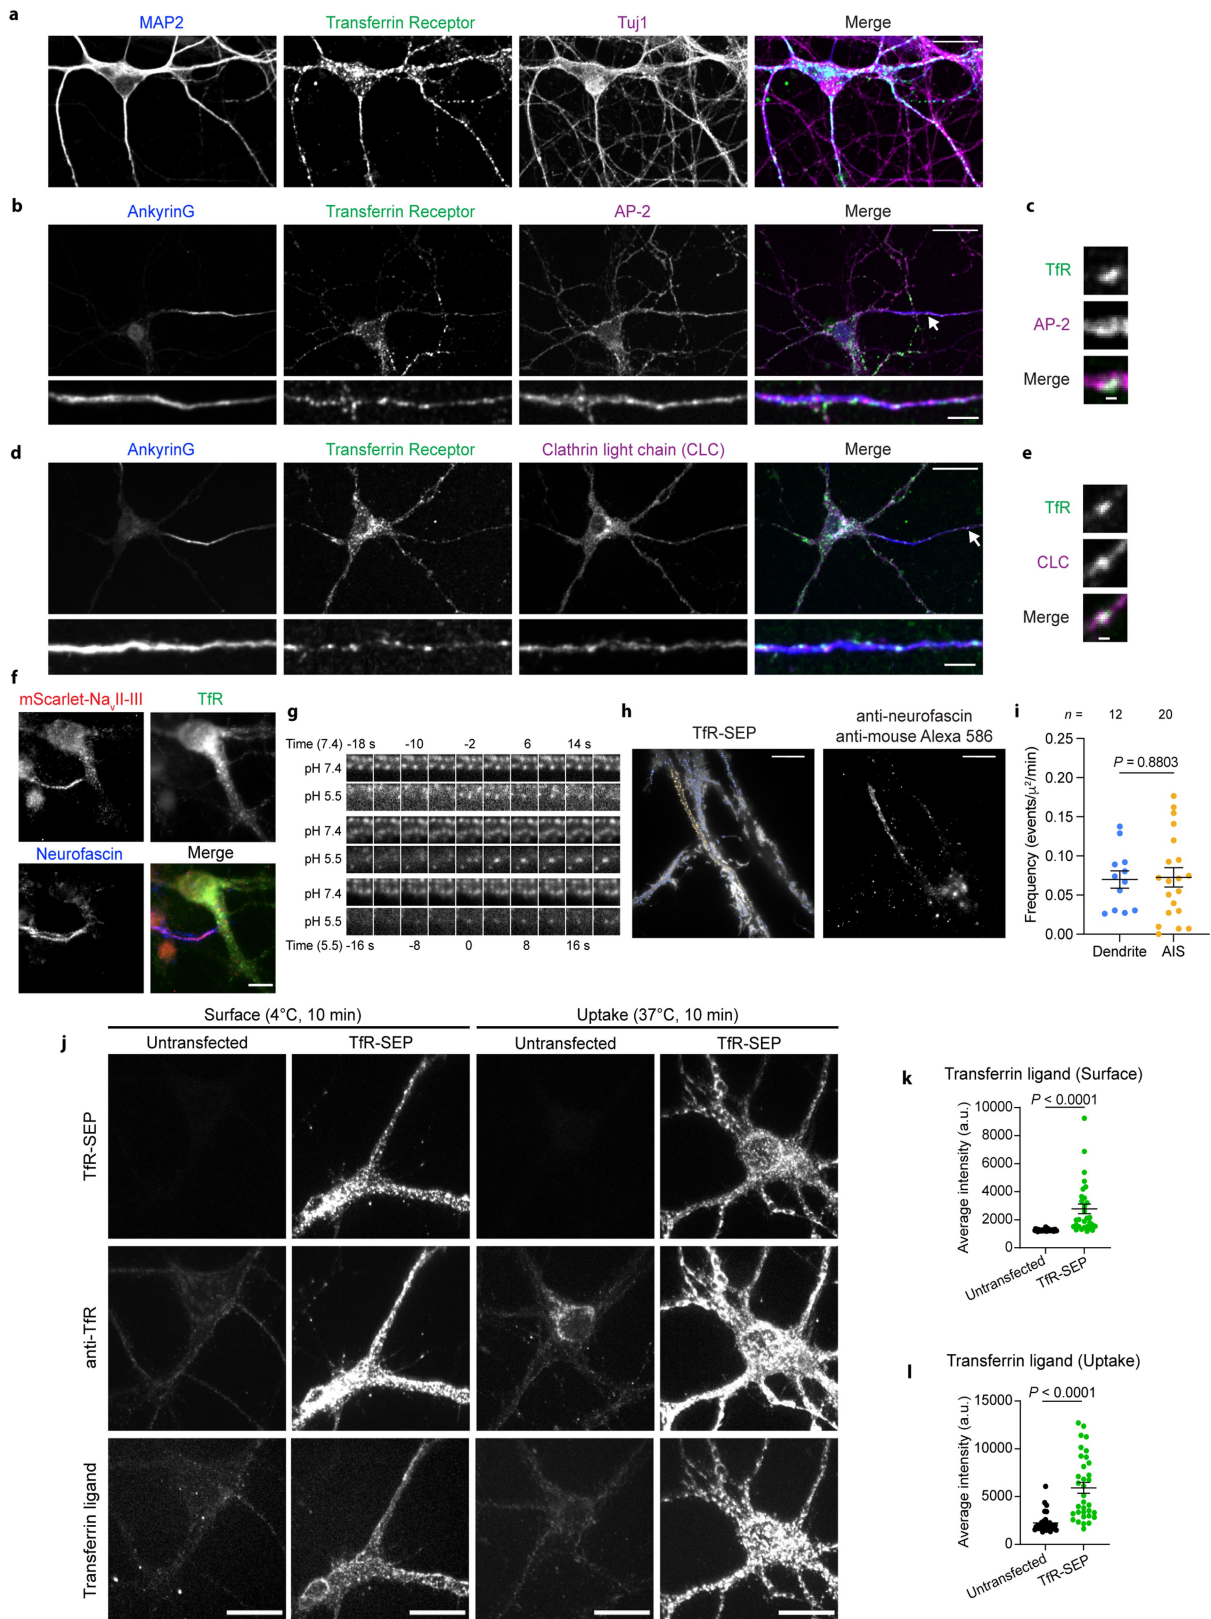 a
MAP2 Transferrin Receptor Tuj1 Merge
b
AnkyrinG Transferrin Receptor AP-2 Merge
c
TfR
AP-2
Merge
d
AnkyrinG Transferrin Receptor Clathrin light chain (CLC) Merge
e
TfR
CLC
Merge
f
mScarlet-NavII-III TfR
Neurofascin Merge
g
Time (7.4) -18 s -10 -2 6 14 s
pH 7.4
pH 5.5
pH 7.4
pH 5.5
pH 7.4
pH 5.5
Time (5.5) -16 s -8 0 8 16 s
h
TfR-SEP
anti-neurofascin
anti-mouse Alexa 586
i
n = 12 20
P = 0.8803
Frequency (events/µ²/min)
0.25
0.20
0.15
0.10
0.05
0.00
Dendrite AIS
j
Surface (4°C, 10 min) Uptake (37°C, 10 min)
Untransfected TfR-SEP Untransfected TfR-SEP
TfR-SEP
anti-TfR
Transferrin ligand
k
Transferrin ligand (Surface)
P < 0.0001
Average intensity (a.u.)
10000
8000
6000
4000
2000
0
Untransfected
TfR-SEP
l
Transferrin ligand (Uptake)
P < 0.0001
Average intensity (a.u.)
15000
10000
5000
0
Untransfected
TfR-SEP